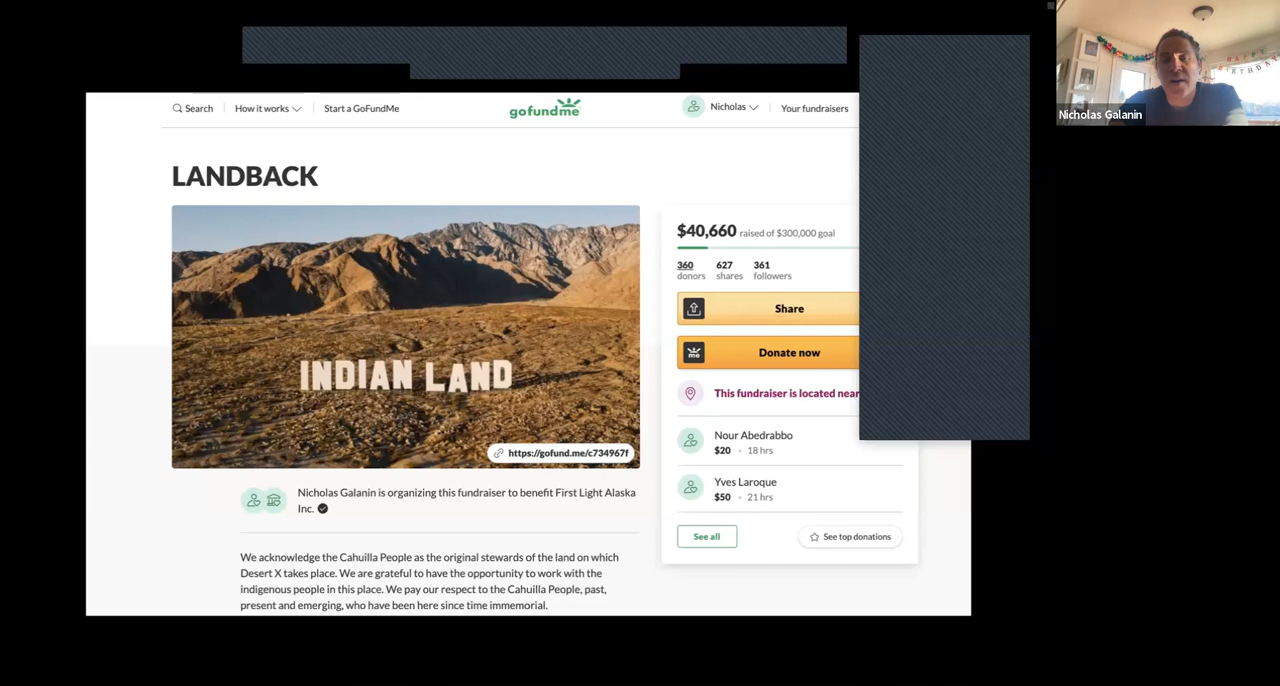 Search
How it works
Start a GoFundMe
gofundme
Nicholas
Your fundraisers
LANDBACK
INDIAN LAND
https://gofund.me/c734967f
Nicholas Galanin is organizing this fundraiser to benefit First Light Alaska
Inc.
We acknowledge the Cahuilla People as the original stewards of the land on which
Desert X takes place. We are grateful to have the opportunity to work with the
indigenous people in this place. We pay our respect to the Cahuilla People, past,
present and emerging, who have been here since time immemorial.
$40,660 raised of $300,000 goal
360 627 361
donors shares followers
Share
me
Donate now
This fundraiser is located near
Nour Abedrabbo
$20 • 18 hrs
Yves Laroque
$50 • 21 hrs
See all
See top donations
HAPPY
BIRTHDAY
Nicholas Galanin